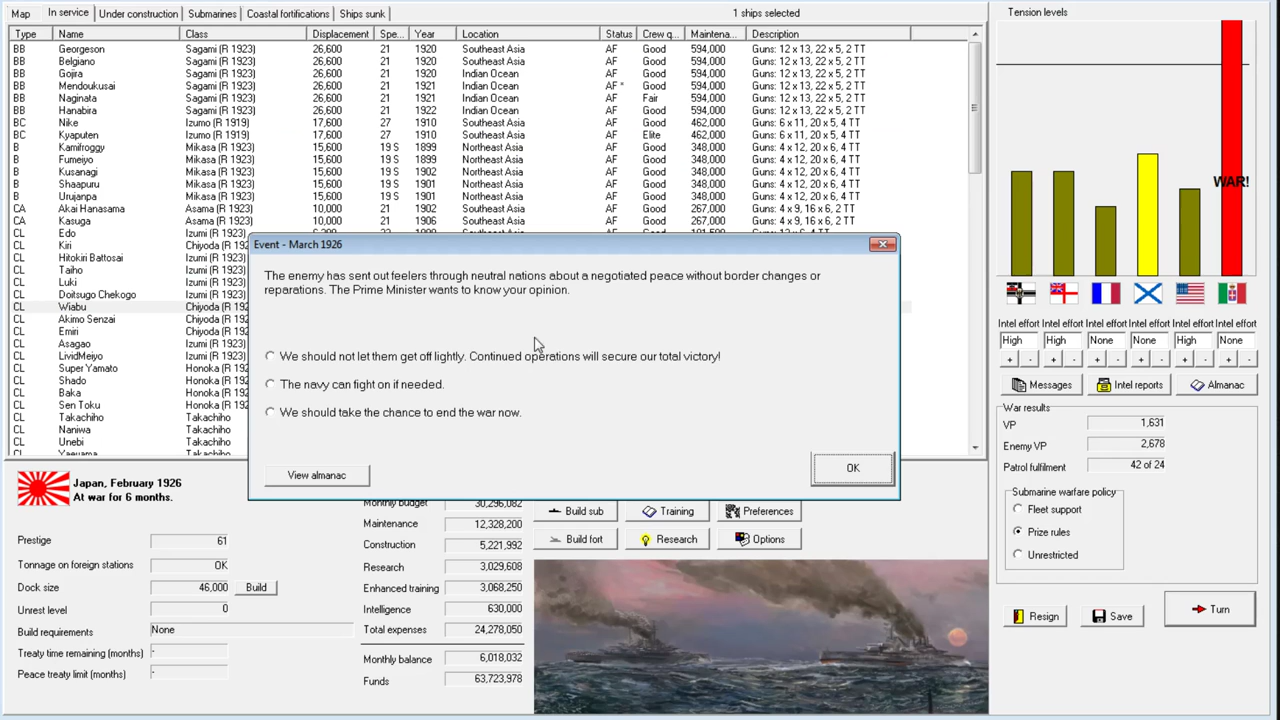 Map In service Under construction Submarines Coastal fortifications Ships sunk 1 ships selected
Type Name Class Displacement Spe... Year Location Status Crew q... Maintena... Description
BB Georgeson Sagami (R 1923) 26,600 21 1920 Southeast Asia AF Good 594,000 Guns: 12 x 13, 22 x 5, 2 TT
BB Belgiano Sagami (R 1923) 26,600 21 1920 Southeast Asia AF Good 594,000 Guns: 12 x 13, 22 x 5, 2 TT
BB Gojira Sagami (R 1923) 26,600 21 1920 Indian Ocean AF Good 594,000 Guns: 12 x 13, 22 x 5, 2 TT
BB Mendoukusai Sagami (R 1923) 26,600 21 1921 Indian Ocean AF * Good 594,000 Guns: 12 x 13, 22 x 5, 2 TT
BB Naginata Sagami (R 1923) 26,600 21 1921 Indian Ocean AF Fair 594,000 Guns: 12 x 13, 22 x 5, 2 TT
BB Hanabira Sagami (R 1923) 26,600 21 1922 Indian Ocean AF Good 594,000 Guns: 12 x 13, 22 x 5, 2 TT
BC Nike Izumo (R 1919) 17,600 27 1910 Southeast Asia AF Good 462,000 Guns: 6 x 11, 20 x 5, 4 TT
BC Kyaputen Izumo (R 1919) 17,600 27 1910 Southeast Asia AF Elite 462,000 Guns: 6 x 11, 20 x 5, 4 TT
B Kamifroggy Mikasa (R 1923) 15,600 19 S 1899 Northeast Asia AF Good 348,000 Guns: 4 x 12, 20 x 6, 4 TT
B Fumeiyo Mikasa (R 1923) 15,600 19 S 1899 Northeast Asia AF Good 348,000 Guns: 4 x 12, 20 x 6, 4 TT
B Kusanagi Mikasa (R 1923) 15,600 19 S 1901 Northeast Asia AF Good 348,000 Guns: 4 x 12, 20 x 6, 4 TT
B Shaapuru Mikasa (R 1923) 15,600 19 S 1901 Northeast Asia AF Good 348,000 Guns: 4 x 12, 20 x 6, 4 TT
B Urujanpa Mikasa (R 1923) 15,600 19 S 1901 Northeast Asia AF Good 348,000 Guns: 4 x 12, 20 x 6, 4 TT
CA Akai Hanasama Asama (R 1923) 10,000 21 1902 Southeast Asia AF Good 267,000 Guns: 4 x 9, 16 x 6, 2 TT
CA Kasuga Asama (R 1923) 10,000 21 1906 Southeast Asia AF Good 267,000 Guns: 4 x 9, 16 x 6, 2 TT
CL Edo Izumi (R 1923)
CL Kiri Chiyoda (R 192
CL Hitokiri Battosai Izumi (R 1923)
CL Taiho Izumi (R 1923)
CL Luki Izumi (R 1923)
CL Doitsugo Chekogo Izumi (R 1923)
CL Wiabu Chiyoda (R 192
CL Akimo Senzai Chiyoda (R 192
CL Emiri Chiyoda (R 192
CL Asagao Chiyoda (R 192
CL LividMeiyo Chiyoda (R 192
CL Super Yamato Honoka (R 192
CL Shado Honoka (R 192
CL Baka Honoka (R 192
CL Sen Toku Honoka (R 192
CL Takachiho Takachiho
CL Naniwa Takachiho
CL Unebi Takachiho
CL Yaeyama Takachiho
Event - March 1926
The enemy has sent out feelers through neutral nations about a negotiated peace without border changes or
reparations. The Prime Minister wants to know your opinion.
We should not let them get off lightly. Continued operations will secure our total victory!
The navy can fight on if needed.
We should take the chance to end the war now.
View almanac OK
Tension levels
WAR!
Intel effort Intel effort Intel effort Intel effort Intel effort Intel effort
High High None None High None
+ - + - + - + - + - + -
Messages Intel reports Almanac
War results
VP 1,631
Enemy VP 2,678
Patrol fulfilment 42 of 24
Submarine warfare policy
Fleet support
Prize rules
Unrestricted
Resign Save Turn
Japan, February 1926
At war for 6 months.
Prestige 61
Tonnage on foreign stations OK
Dock size 46,000 Build
Unrest level 0
Build requirements None
Treaty time remaining (months) -
Peace treaty limit (months) -
Monthly budget 30,296,082
Maintenance 12,328,200
Construction 5,221,992
Research 3,029,608
Enhanced training 3,068,250
Intelligence 630,000
Total expenses 24,278,050
Monthly balance 6,018,032
Funds 63,723,978
Build sub Training Preferences
Build fort Research Options